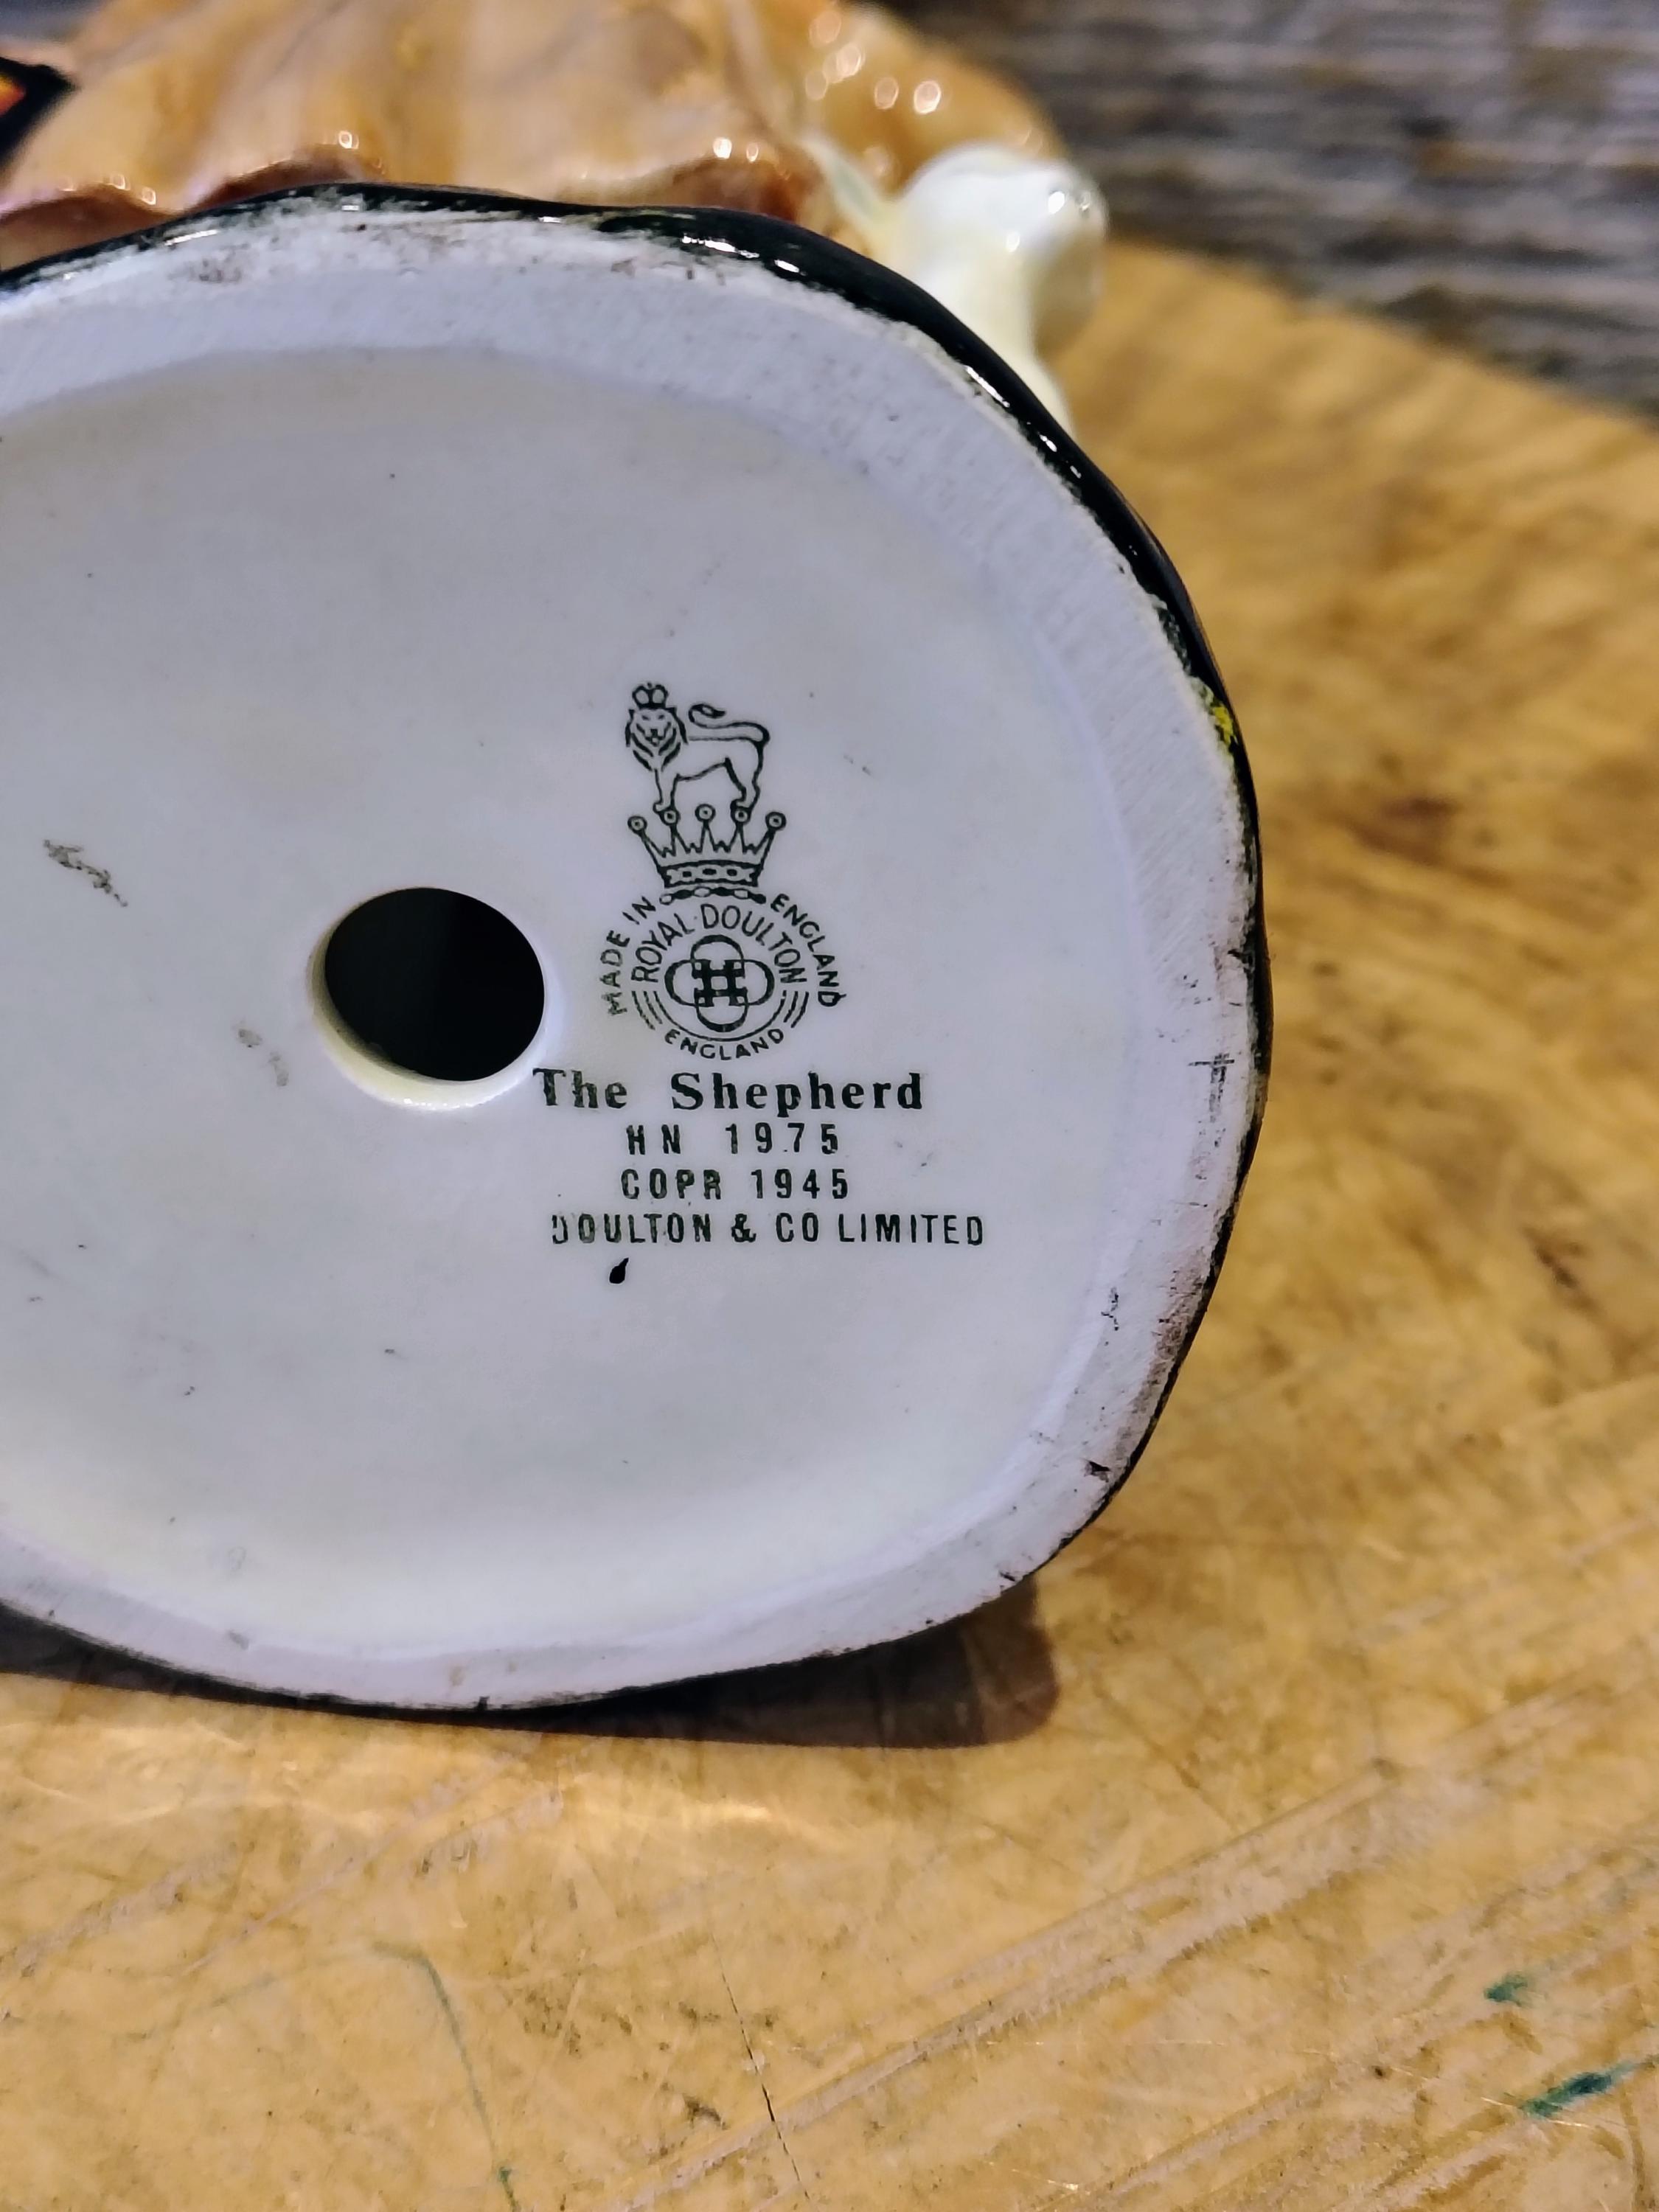 MADE IN ENGLAND
ROYAL DOULTON
ENGLAND
The Shepherd
HN 1975
COPR 1945
DOULTON & CO LIMITED